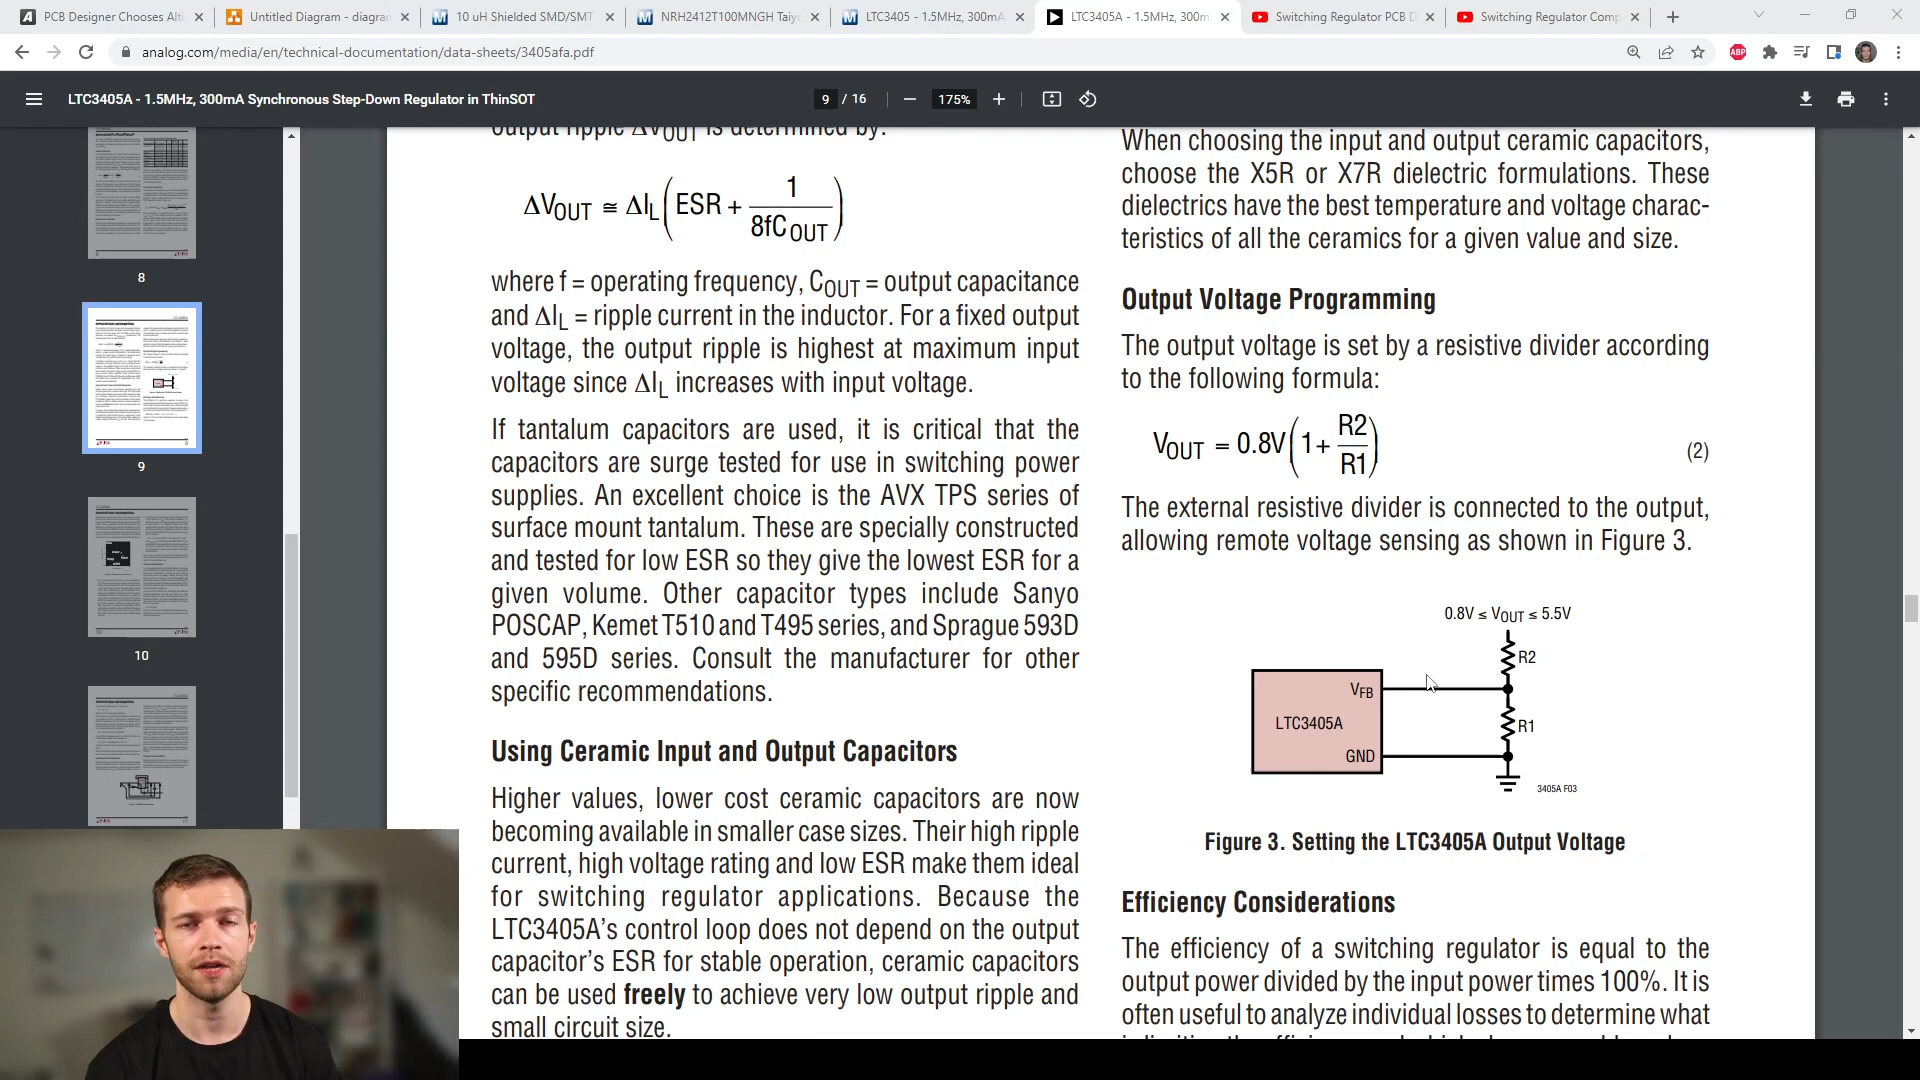 PCB Designer Chooses Alti
Untitled Diagram - diagran
10 uH Shielded SMD/SMT
NRH2412T100MNGH Taiyo
LTC3405 - 1.5MHz, 300mA
LTC3405A - 1.5MHz, 300m
Switching Regulator PCB D
Switching Regulator Comp
analog.com/media/en/technical-documentation/data-sheets/3405afa.pdf
ABP
LTC3405A - 1.5MHz, 300mA Synchronous Step-Down Regulator in ThinSOT
9 / 16
175%
8
9
10
output ripple ΔVOUT is determined by:
ΔVOUT ≅ ΔIL(ESR + 1/8fCOUT)
where f = operating frequency, COUT = output capacitance
and ΔIL = ripple current in the inductor. For a fixed output
voltage, the output ripple is highest at maximum input
voltage since ΔIL increases with input voltage.
If tantalum capacitors are used, it is critical that the
capacitors are surge tested for use in switching power
supplies. An excellent choice is the AVX TPS series of
surface mount tantalum. These are specially constructed
and tested for low ESR so they give the lowest ESR for a
given volume. Other capacitor types include Sanyo
POSCAP, Kemet T510 and T495 series, and Sprague 593D
and 595D series. Consult the manufacturer for other
specific recommendations.
Using Ceramic Input and Output Capacitors
Higher values, lower cost ceramic capacitors are now
becoming available in smaller case sizes. Their high ripple
current, high voltage rating and low ESR make them ideal
for switching regulator applications. Because the
LTC3405A's control loop does not depend on the output
capacitor's ESR for stable operation, ceramic capacitors
can be used freely to achieve very low output ripple and
small circuit size.
When choosing the input and output ceramic capacitors,
choose the X5R or X7R dielectric formulations. These
dielectrics have the best temperature and voltage charac-
teristics of all the ceramics for a given value and size.
Output Voltage Programming
The output voltage is set by a resistive divider according
to the following formula:
VOUT = 0.8V(1 + R2/R1) (2)
The external resistive divider is connected to the output,
allowing remote voltage sensing as shown in Figure 3.
0.8V ≤ VOUT ≤ 5.5V
R2
VFB
LTC3405A
R1
GND
3405A F03
Figure 3. Setting the LTC3405A Output Voltage
Efficiency Considerations
The efficiency of a switching regulator is equal to the
output power divided by the input power times 100%. It is
often useful to analyze individual losses to determine what